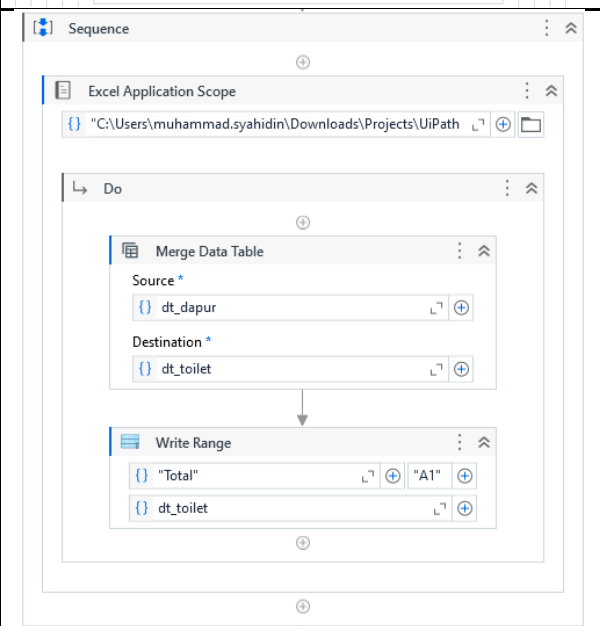 Sequence
Excel Application Scope
"C:\Users\muhammad.syahidin\Downloads\Projects\UiPath
Do
Merge Data Table
Source *
dt_dapur
Destination *
dt_toilet
Write Range
"Total" "A1"
dt_toilet